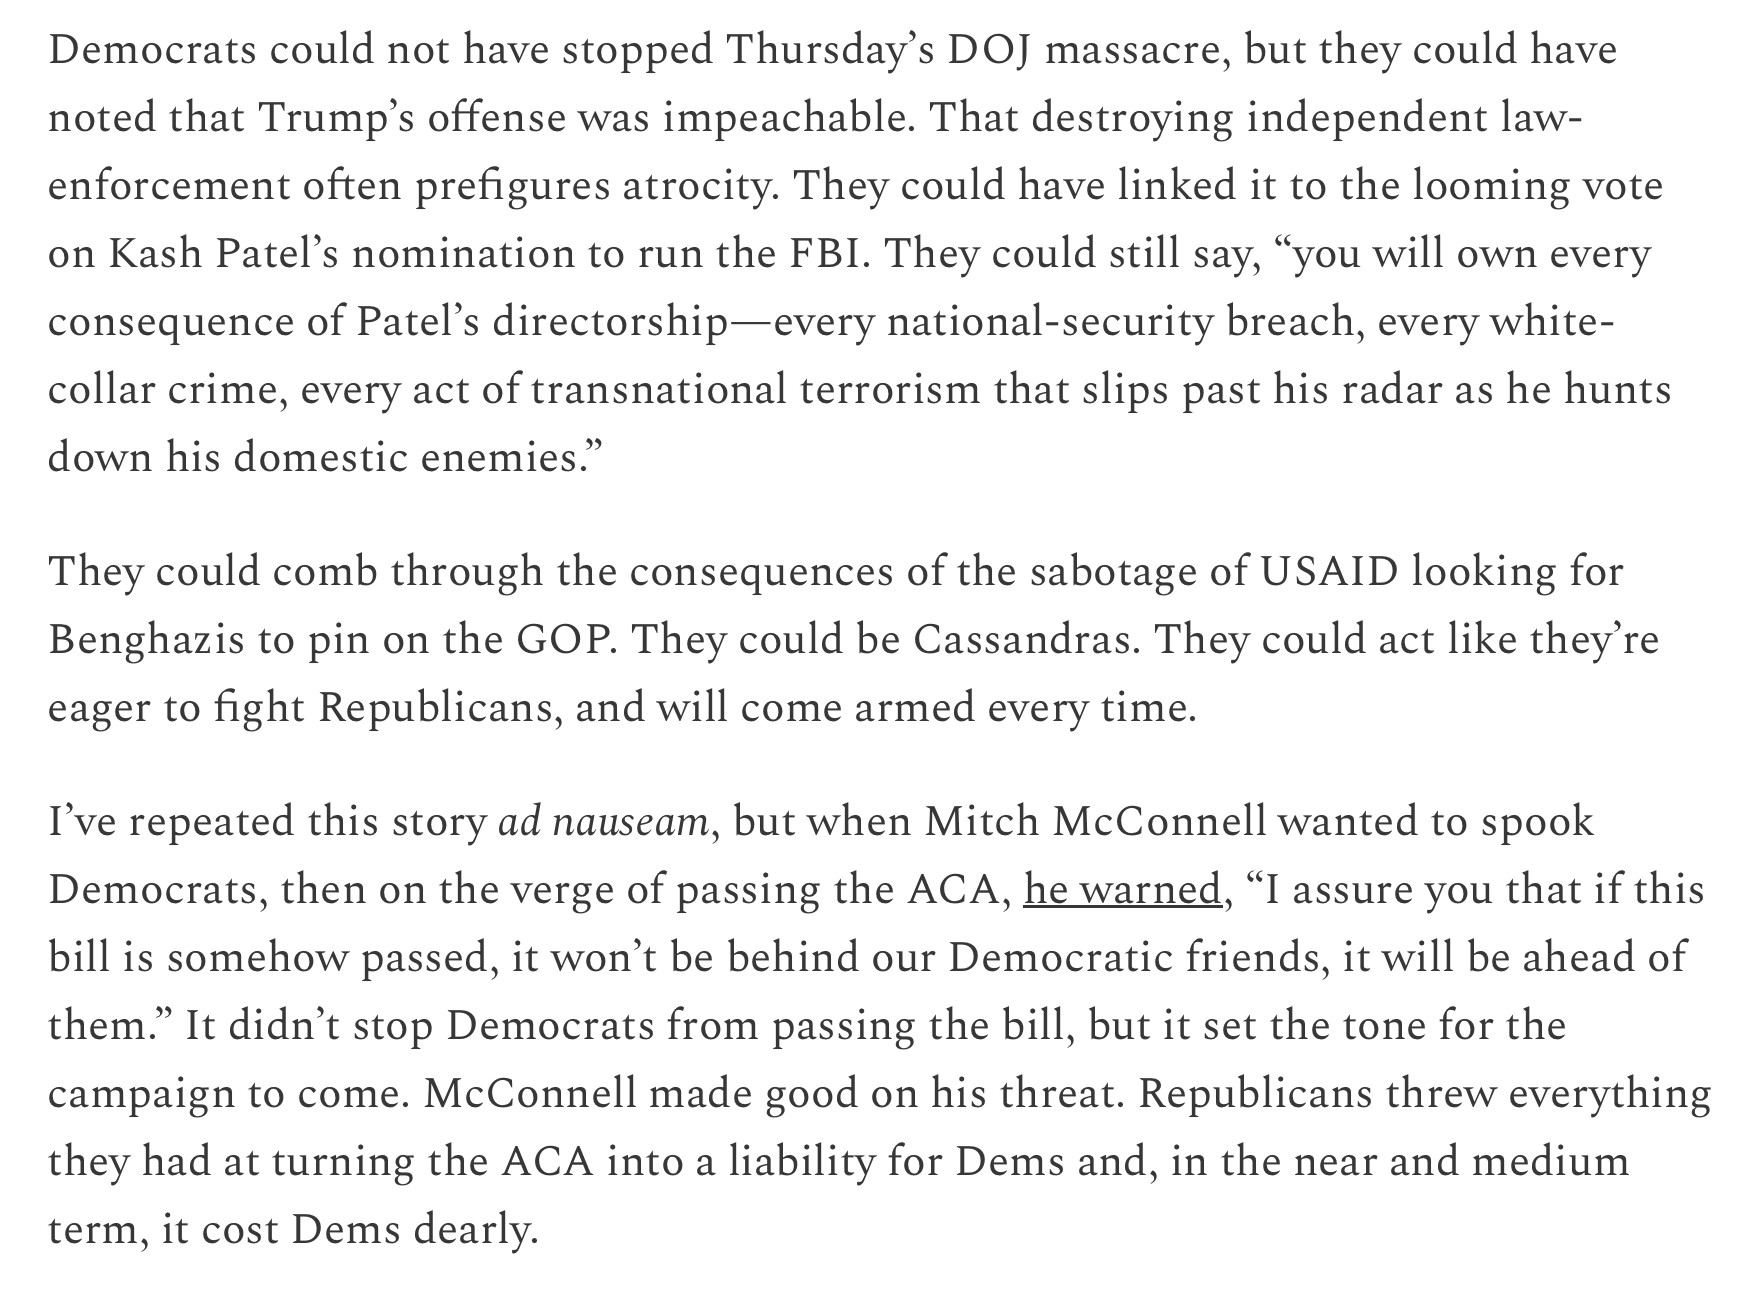 Democrats could not have stopped Thursday’s DOJ massacre, but they could have
noted that Trump’s offense was impeachable. That destroying independent law-
enforcement often prefigures atrocity. They could have linked it to the looming vote
on Kash Patel’s nomination to run the FBI. They could still say, “you will own every
consequence of Patel’s directorship—every national-security breach, every white-
collar crime, every act of transnational terrorism that slips past his radar as he hunts
down his domestic enemies.”
They could comb through the consequences of the sabotage of USAID looking for
Benghazis to pin on the GOP. They could be Cassandras. They could act like they’re
eager to fight Republicans, and will come armed every time.
I’ve repeated this story ad nauseam, but when Mitch McConnell wanted to spook
Democrats, then on the verge of passing the ACA, he warned, “I assure you that if this
bill is somehow passed, it won’t be behind our Democratic friends, it will be ahead of
them.” It didn’t stop Democrats from passing the bill, but it set the tone for the
campaign to come. McConnell made good on his threat. Republicans threw everything
they had at turning the ACA into a liability for Dems and, in the near and medium
term, it cost Dems dearly.